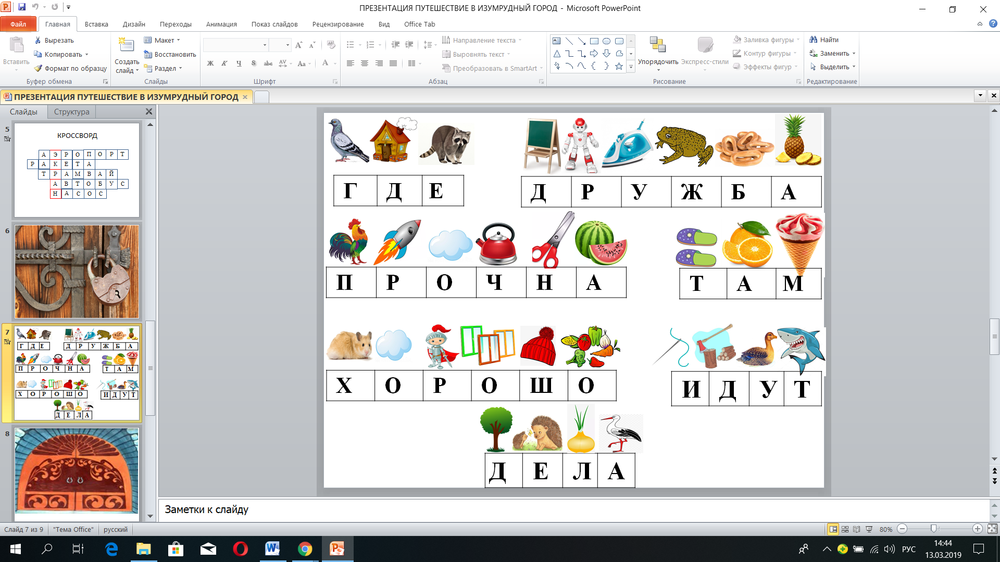 ПРЕЗЕНТАЦИЯ ПУТЕШЕСТВИЕ В ИЗУМРУДНЫЙ ГОРОД - Microsoft PowerPoint
Файл Главная Вставка Дизайн Переходы Анимация Показ слайдов Рецензирование Вид Office Tab
Вставить
Вырезать
Копировать
Формат по образцу
Буфер обмена
Создать слайд
Макет
Восстановить
Раздел
Слайды
Ж К Ч S abc AV Aa A
Шрифт
Направление текста
Выровнять текст
Преобразовать в SmartArt
Абзац
Упорядочить
Экспресс-стили
Заливка фигуры
Контур фигуры
Эффекты фигур
Рисование
Найти
Заменить
Выделить
Редактирование
ПРЕЗЕНТАЦИЯ ПУТЕШЕСТВИЕ В ИЗУМРУДНЫЙ ГОРОД
Слайды Структура
5
КРОССВОРД
А Э Р О П О Р Т
Р А К Е Т А
Т Р А М В А Й
А В Т О Б У С
Н А С О С
6
7
Г Д Е Д Р У Ж Б А
П Р О Ч Н А Т А М
Х О Р О Ш О И Д У Т
Д Е Л А
8
Г Д Е Д Р У Ж Б А
П Р О Ч Н А Т А М
Х О Р О Ш О И Д У Т
Д Е Л А
Заметки к слайду
Слайд 7 из 9 "Тема Office" русский 80%
РУС 14:44
13.03.2019